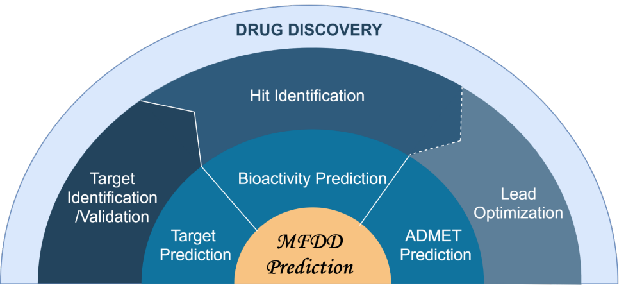 DRUG DISCOVERY
Hit Identification
Target
Identification
/Validation
Bioactivity Prediction
Lead
Optimization
Target
Prediction
MFDD
Prediction
ADMET
Prediction